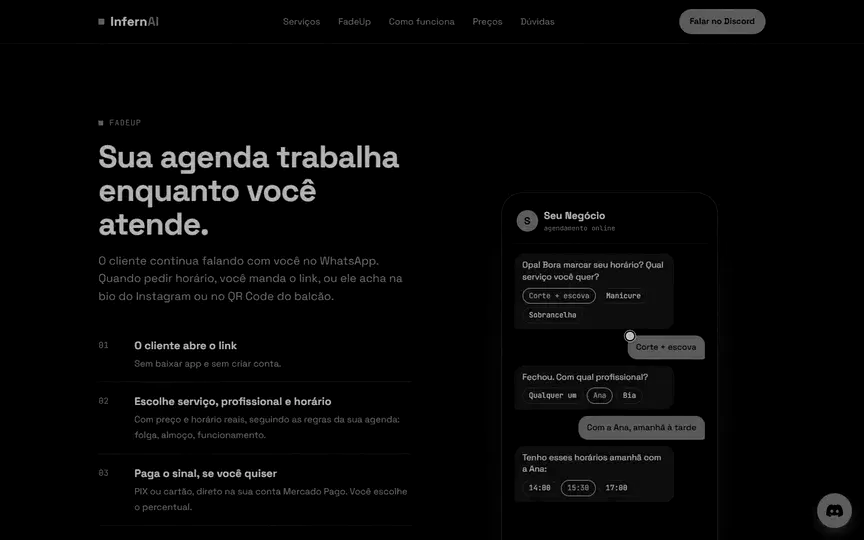 InfernAI
Serviços
FadeUp
Como funciona
Preços
Dúvidas
Falar no Discord
FADEUP
Sua agenda trabalha
enquanto você
atende.
O cliente continua falando com você no WhatsApp.
Quando pedir horário, você manda o link, ou ele acha na
bio do Instagram ou no QR Code do balcão.
01
O cliente abre o link
Sem baixar app e sem criar conta.
02
Escolhe serviço, profissional e horário
Com preço e horário reais, seguindo as regras da sua agenda:
folga, almoço, funcionamento.
03
Paga o sinal, se você quiser
PIX ou cartão, direto na sua conta Mercado Pago. Você escolhe
o percentual.
S
Seu Negócio
agendamento online
Opa! Bora marcar seu horário? Qual
serviço você quer?
Corte + escova
Manicure
Sobrancelha
Corte + escova
Fechou. Com qual profissional?
Qualquer um
Ana
Bia
Com a Ana, amanhã à tarde
Tenho esses horários amanhã com
a Ana:
14:00
15:30
17:00